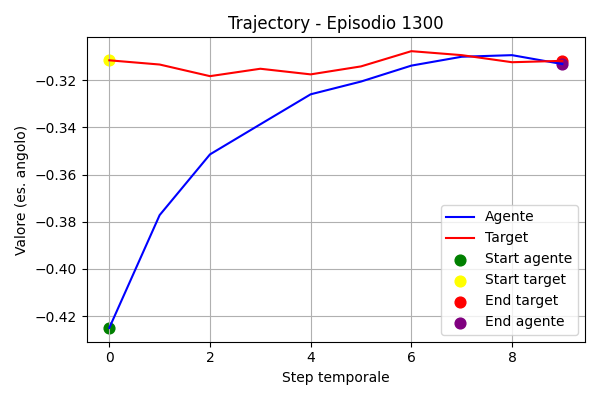 Trajectory - Episodio 1300
Valore (es. angolo)
−0.32
−0.34
−0.36
−0.38
−0.40
−0.42
Agente
Target
Start agente
Start target
End target
End agente
0 2 4 6 8
Step temporale